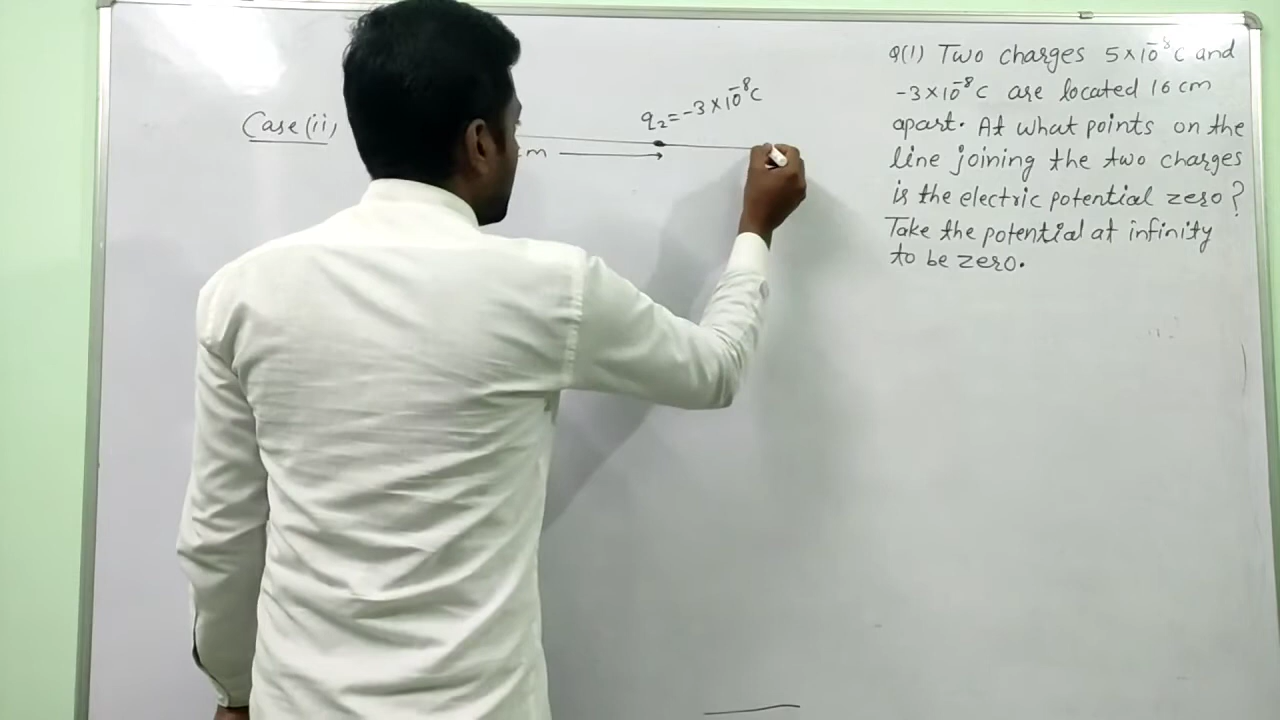 Case (ii)
q₂ = -3 × 10⁻⁸ C
cm
Q(1) Two charges 5 × 10⁻⁸ C and
-3 × 10⁻⁸ C are located 16 cm
apart. At what points on the
line joining the two charges
is the electric potential zero?
Take the potential at infinity
to be zero.